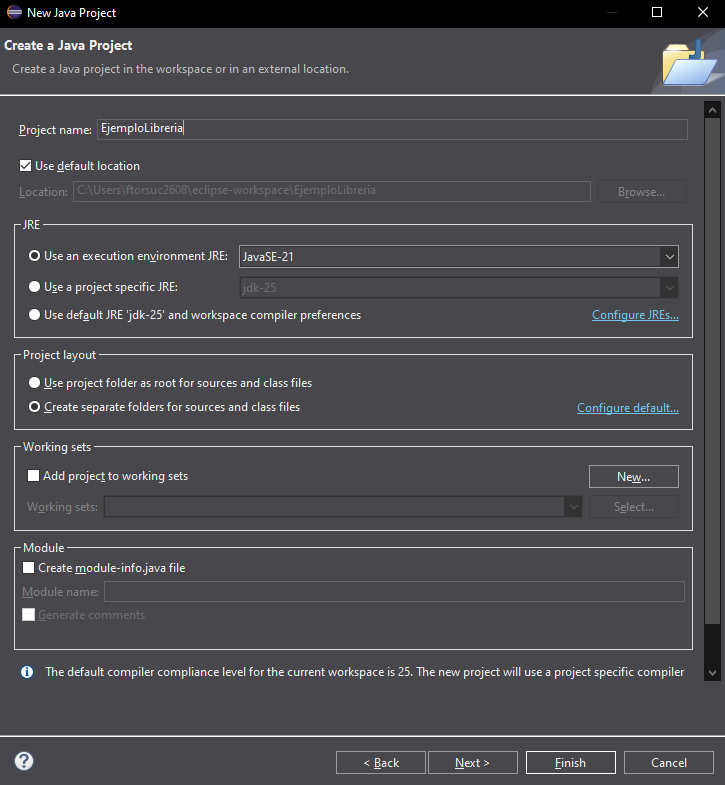 New Java Project
Create a Java Project
Create a Java project in the workspace or in an external location.
Project name: EjemploLibreria
Use default location
Location: C:\Users\ftorsuc2608\eclipse-workspace\EjemploLibreria Browse...
JRE
Use an execution environment JRE: JavaSE-21
Use a project specific JRE: jdk-25
Use default JRE 'jdk-25' and workspace compiler preferences Configure JREs...
Project layout
Use project folder as root for sources and class files
Create separate folders for sources and class files Configure default...
Working sets
Add project to working sets New...
Working sets: Select...
Module
Create module-info.java file
Module name:
Generate comments
The default compiler compliance level for the current workspace is 25. The new project will use a project specific compiler
? < Back Next > Finish Cancel